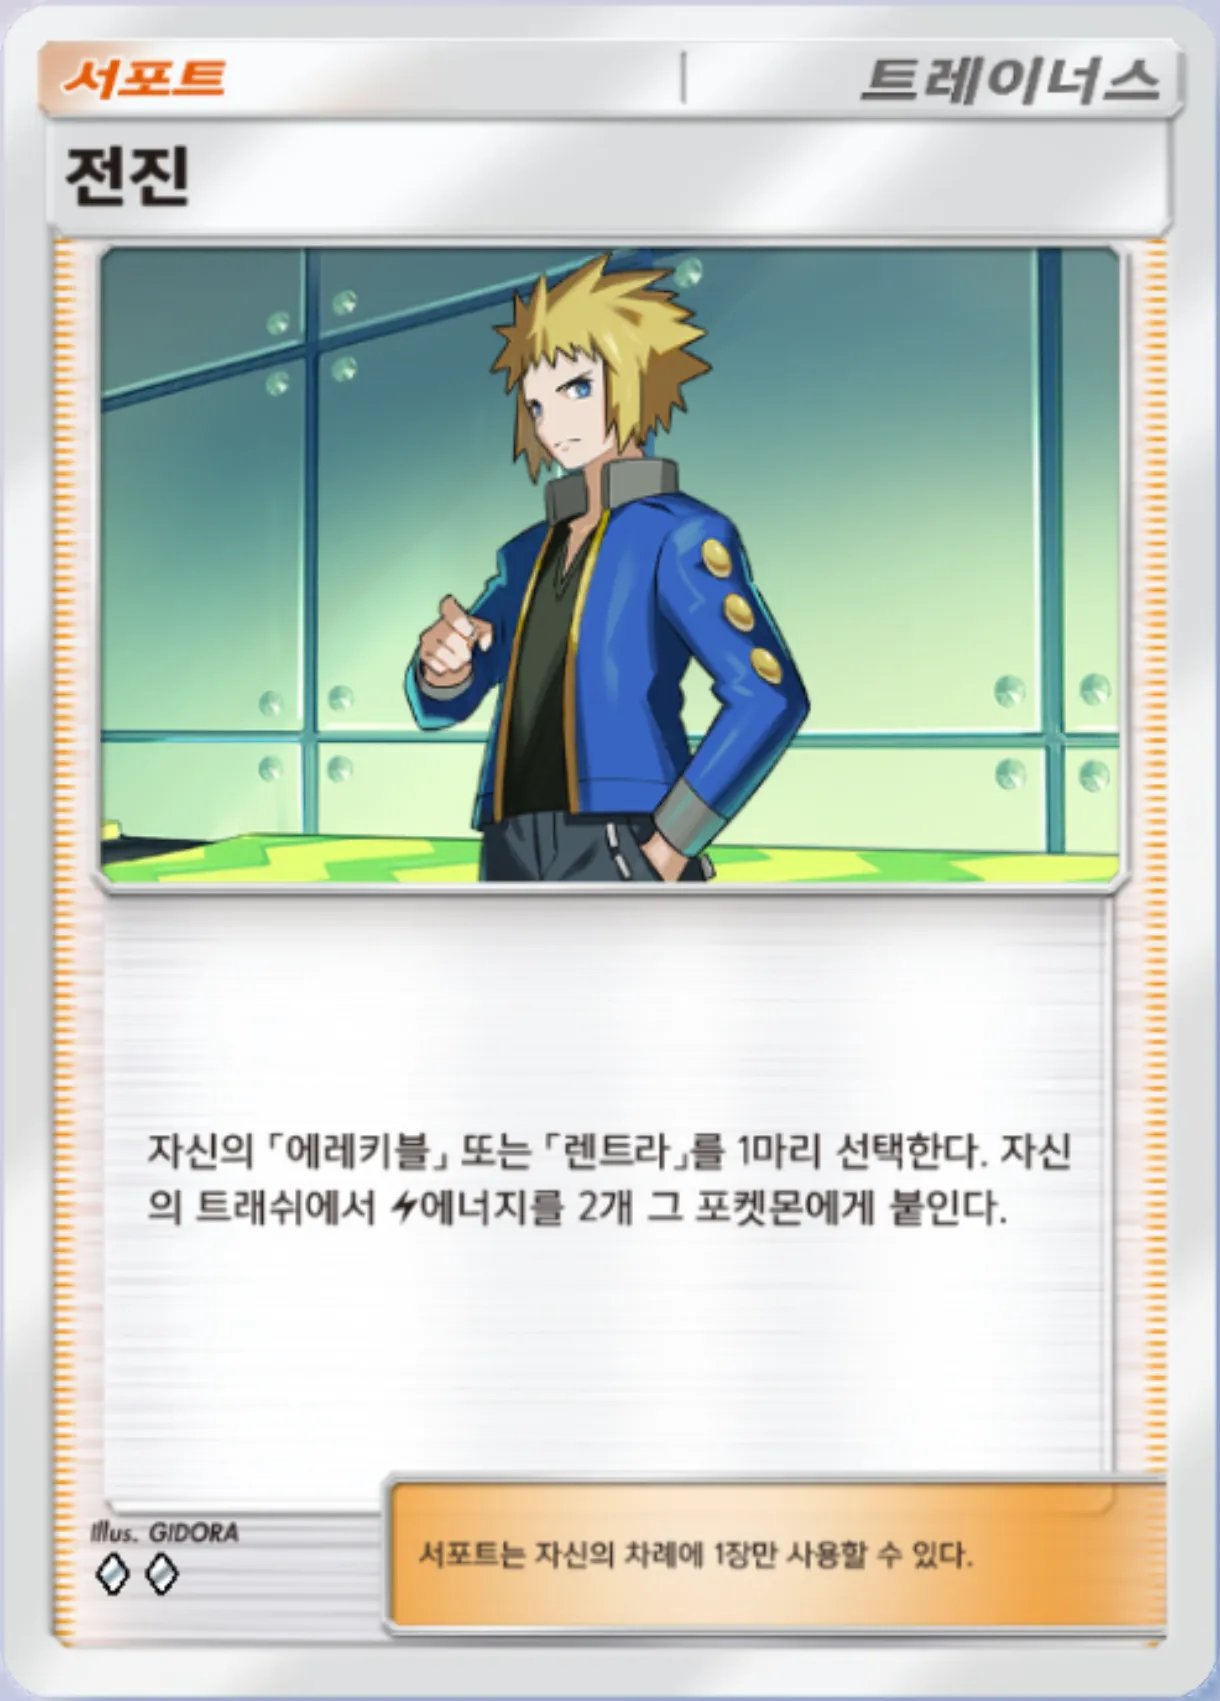 서포트
트레이너스
전진
자신의 「에레키블」 또는 「렌트라」를 1마리 선택한다. 자신
의 트래쉬에서 에너지를 2개 그 포켓몬에게 붙인다.
Illus. GIDORA
서포트는 자신의 차례에 1장만 사용할 수 있다.